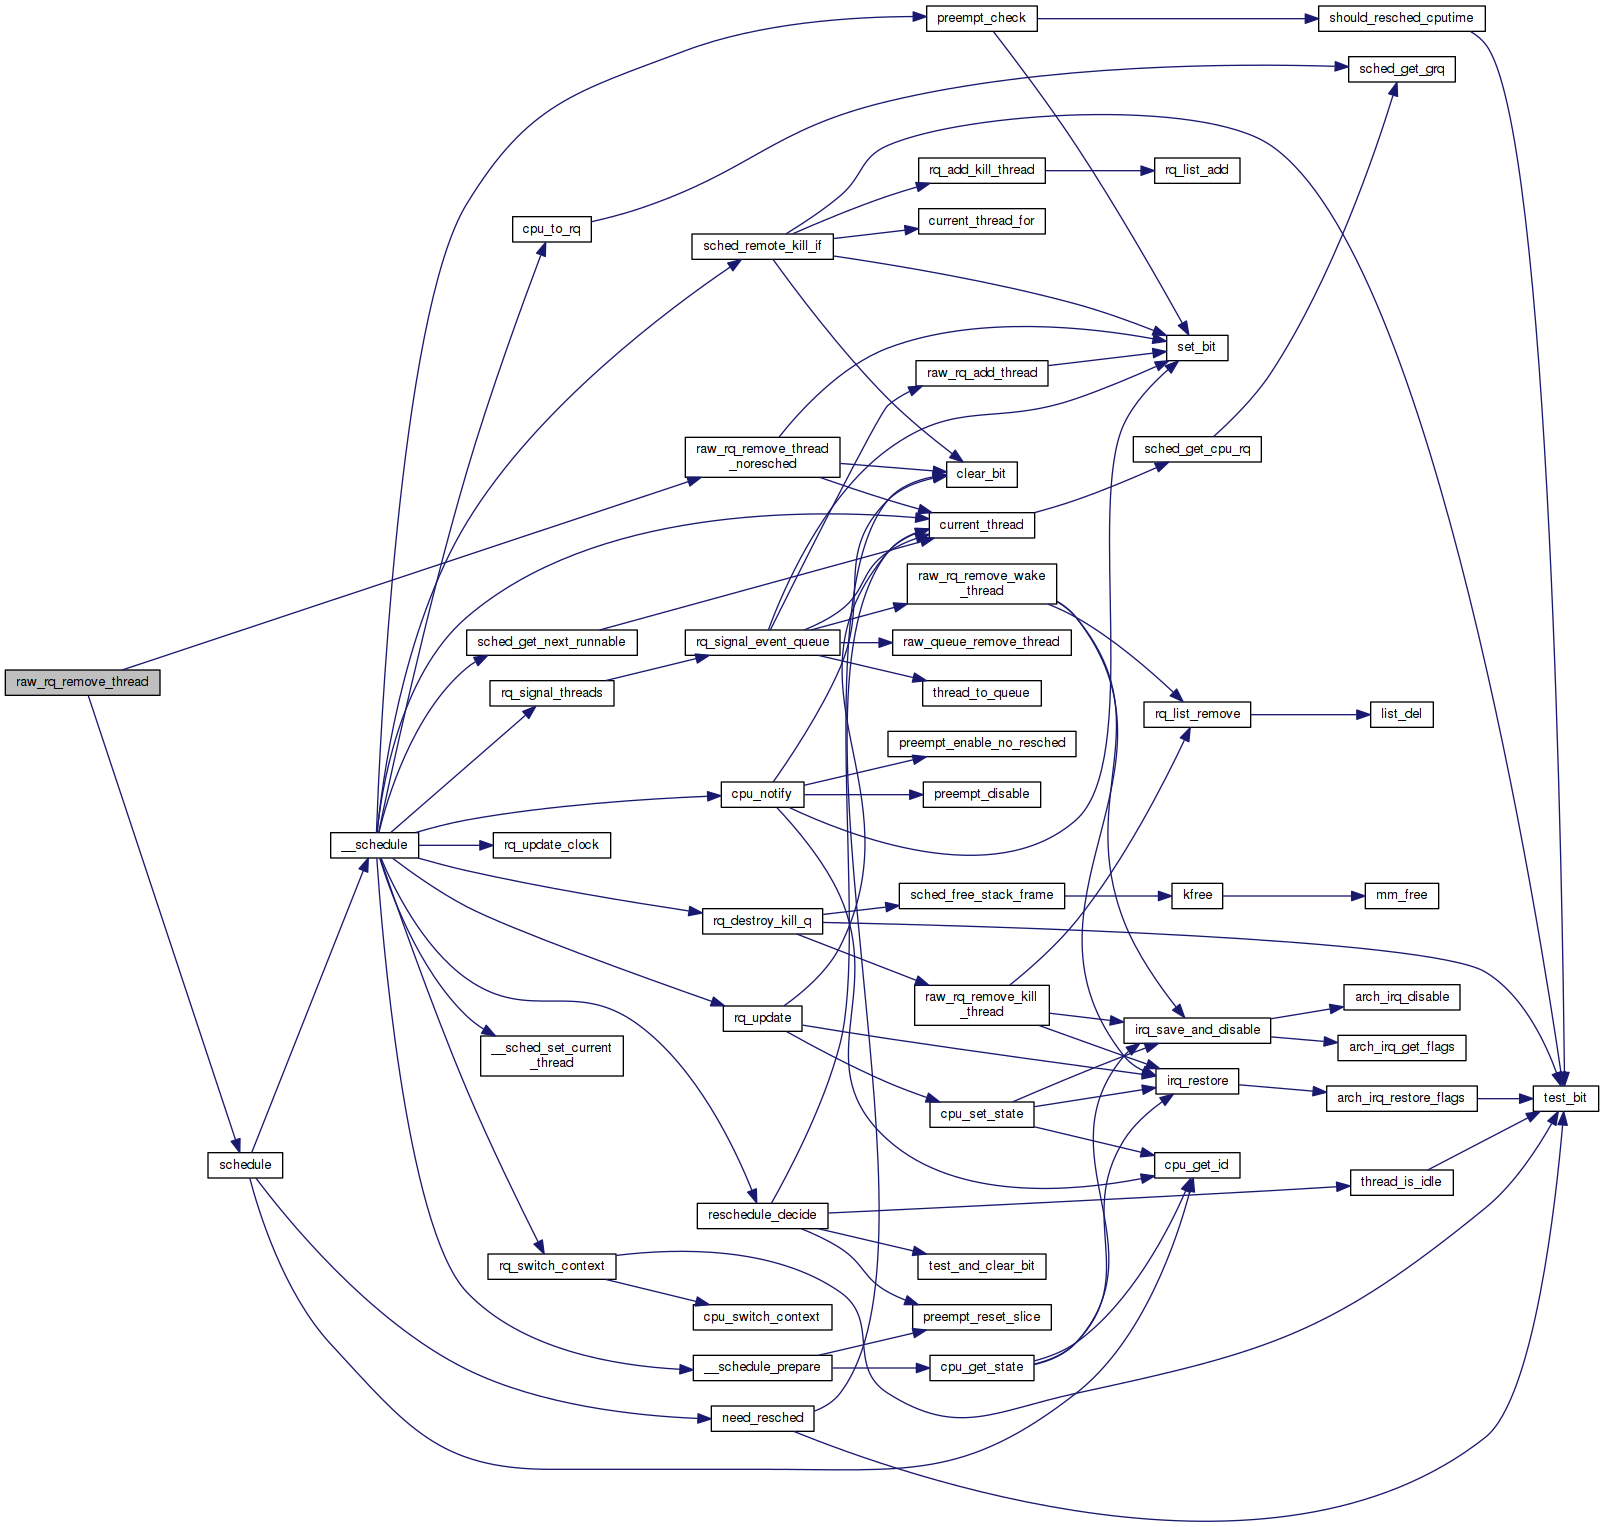 preempt_check
should_resched_cputime
sched_get_grq
rq_add_kill_thread
rq_list_add
current_thread_for
cpu_to_rq
sched_remote_kill_if
set_bit
raw_rq_add_thread
raw_rq_remove_thread
_noresched
sched_get_cpu_rq
clear_bit
current_thread
raw_rq_remove_wake
_thread
sched_get_next_runnable
rq_signal_event_queue
raw_queue_remove_thread
raw_rq_remove_thread
rq_signal_threads
thread_to_queue
rq_list_remove
list_del
preempt_enable_no_resched
cpu_notify
preempt_disable
__schedule
rq_update_clock
sched_free_stack_frame
kfree
mm_free
rq_destroy_kill_q
raw_rq_remove_kill
_thread
arch_irq_disable
rq_update
irq_save_and_disable
__sched_set_current
_thread
arch_irq_get_flags
irq_restore
arch_irq_restore_flags
test_bit
cpu_set_state
schedule
cpu_get_id
thread_is_idle
reschedule_decide
rq_switch_context
test_and_clear_bit
cpu_switch_context
preempt_reset_slice
__schedule_prepare
cpu_get_state
need_resched